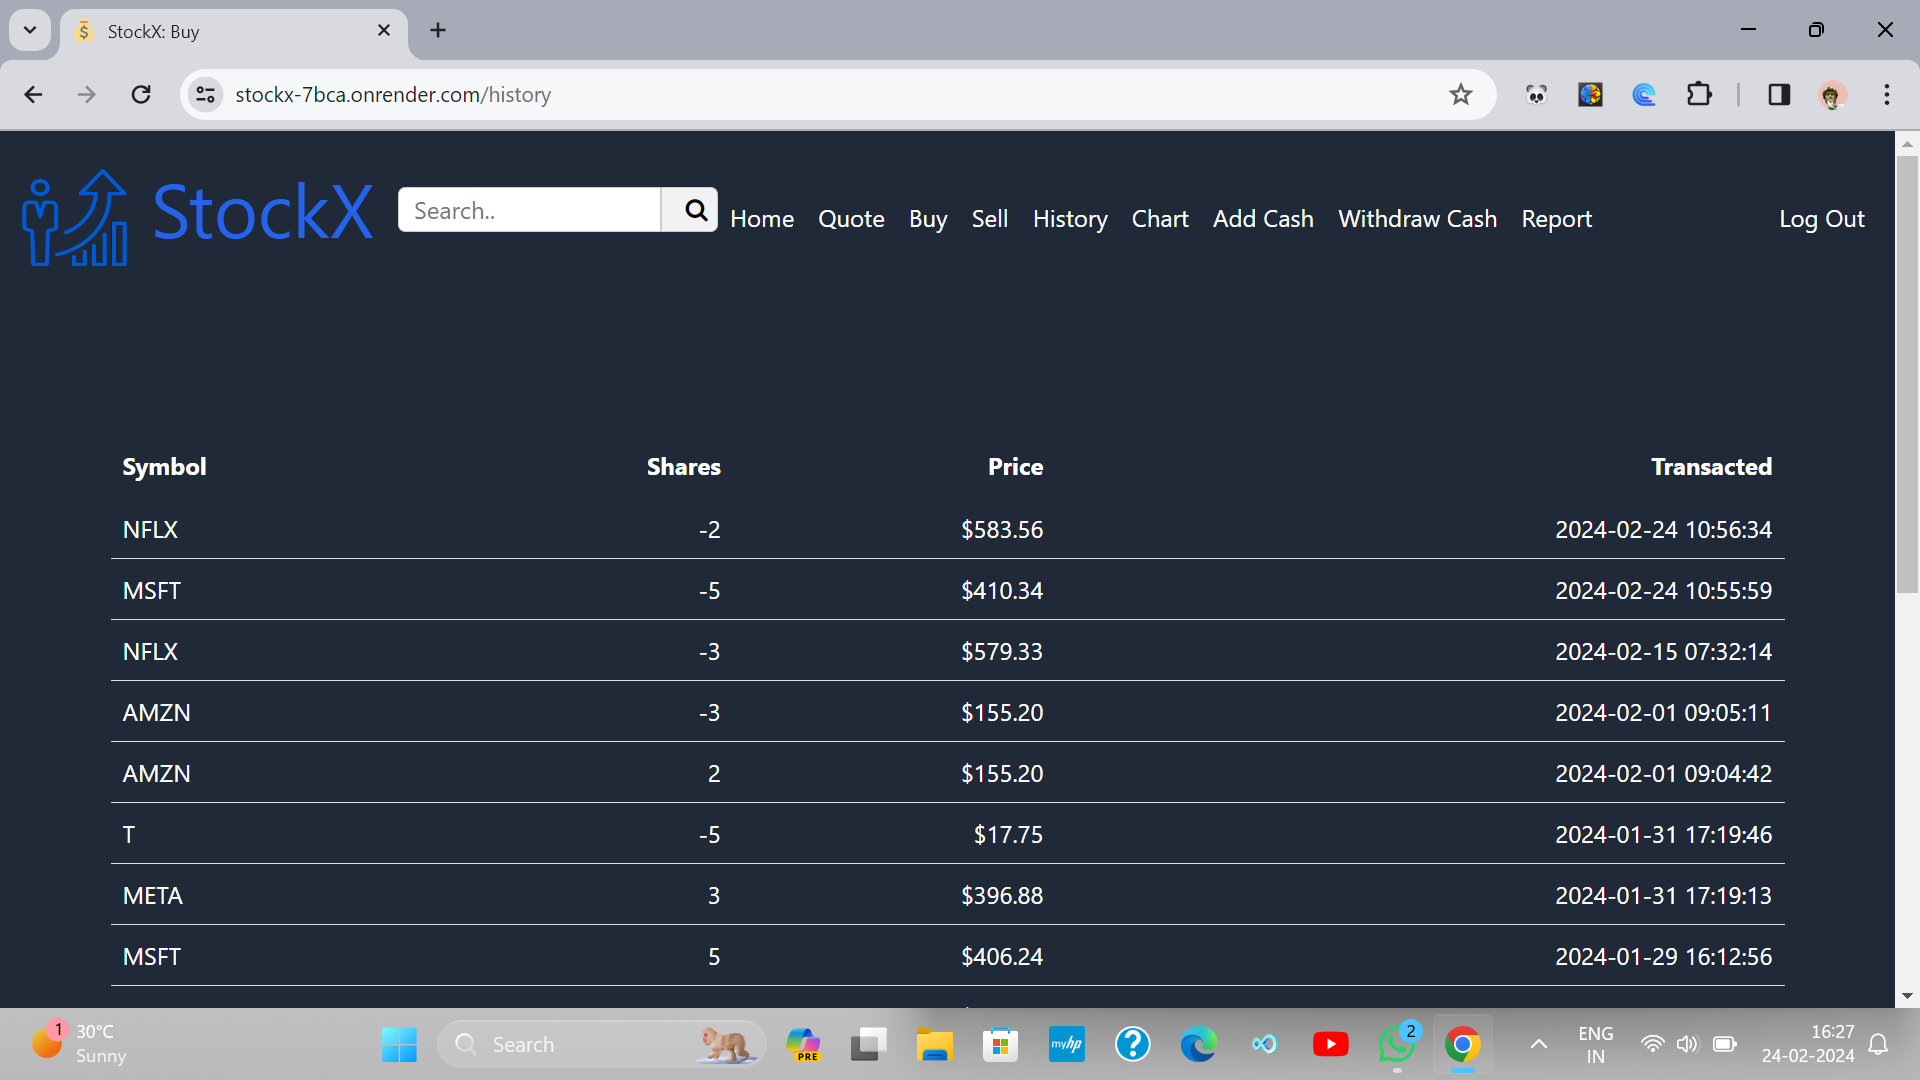 StockX: Buy
stockx-7bca.onrender.com/history
StockX
Search..
Home Quote Buy Sell History Chart Add Cash Withdraw Cash Report Log Out
Symbol Shares Price Transacted
NFLX -2 $583.56 2024-02-24 10:56:34
MSFT -5 $410.34 2024-02-24 10:55:59
NFLX -3 $579.33 2024-02-15 07:32:14
AMZN -3 $155.20 2024-02-01 09:05:11
AMZN 2 $155.20 2024-02-01 09:04:42
T -5 $17.75 2024-01-31 17:19:46
META 3 $396.88 2024-01-31 17:19:13
MSFT 5 $406.24 2024-01-29 16:12:56
1
30°C
Sunny
Search
PRE
myhp
?
2
ENG
IN
16:27
24-02-2024